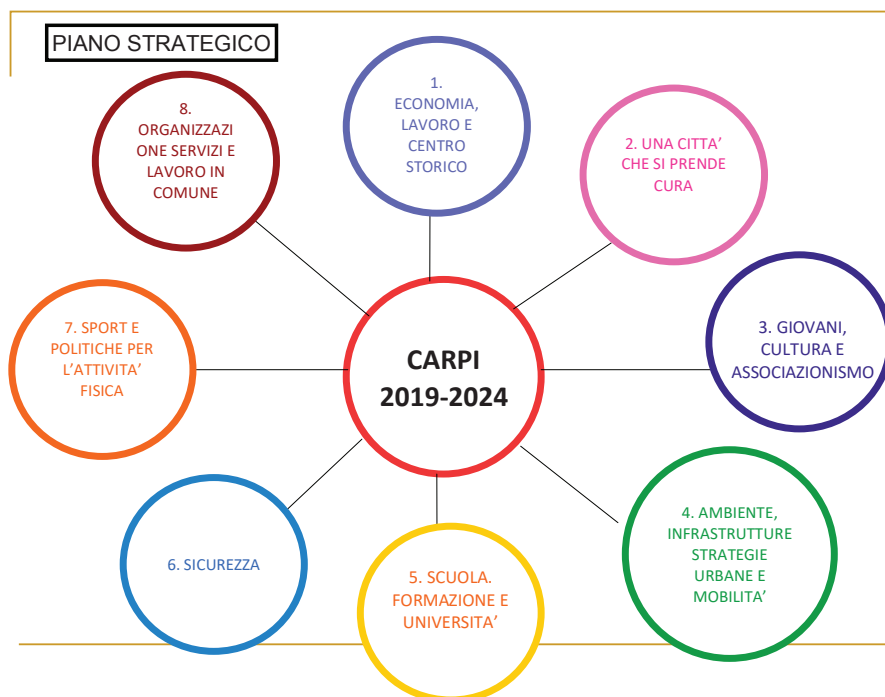 PIANO STRATEGICO
1.
ECONOMIA,
LAVORO E
CENTRO
STORICO
2. UNA CITTA'
CHE SI PRENDE
CURA
3. GIOVANI,
CULTURA E
ASSOCIAZIONISMO
4. AMBIENTE,
INFRASTRUTTURE
STRATEGIE
URBANE E
MOBILITA'
5. SCUOLA.
FORMAZIONE E
UNIVERSITA'
6. SICUREZZA
7. SPORT E
POLITICHE PER
L'ATTIVITA'
FISICA
8.
ORGANIZZAZI
ONE SERVIZI E
LAVORO IN
COMUNE
CARPI
2019-2024